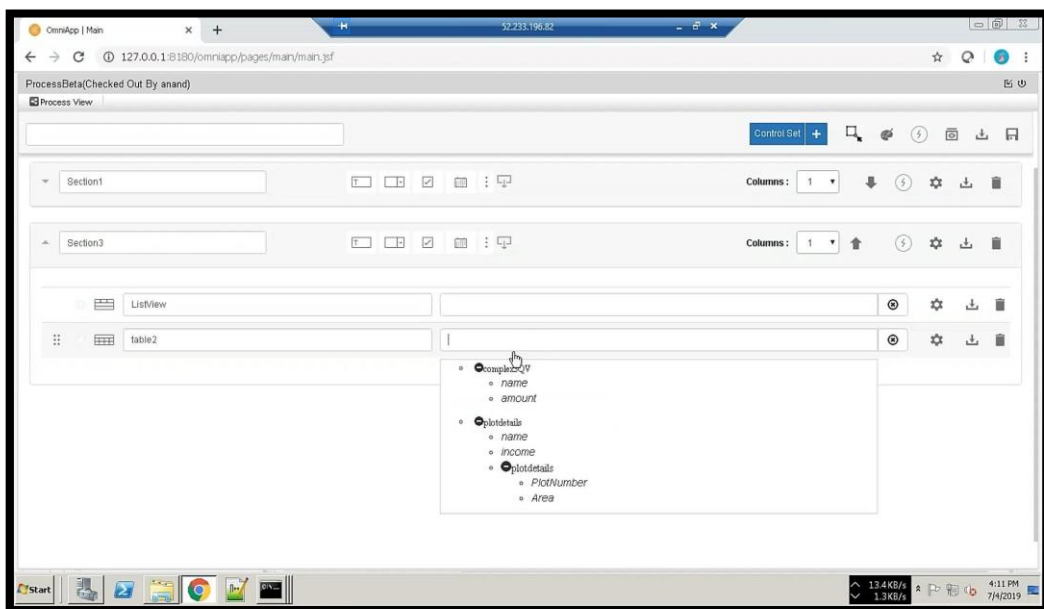 OmniApp | Main
52.233.196.82
127.0.0.1:8180/omniapp/pages/main/main.jsf
ProcessBeta(Checked Out By anand)
Process View
Control Set +
Section1
Columns : 1
Section3
Columns : 1
ListView
table2
name
amount
plotdetails
name
income
plotdetails
PlotNumber
Area
Start
13.4KB/s
1.3KB/s
4:11 PM
7/4/2019